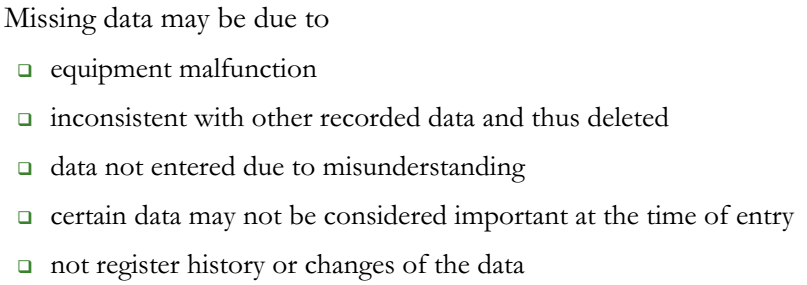 Missing data may be due to
❑ equipment malfunction
❑ inconsistent with other recorded data and thus deleted
❑ data not entered due to misunderstanding
❑ certain data may not be considered important at the time of entry
❑ not register history or changes of the data